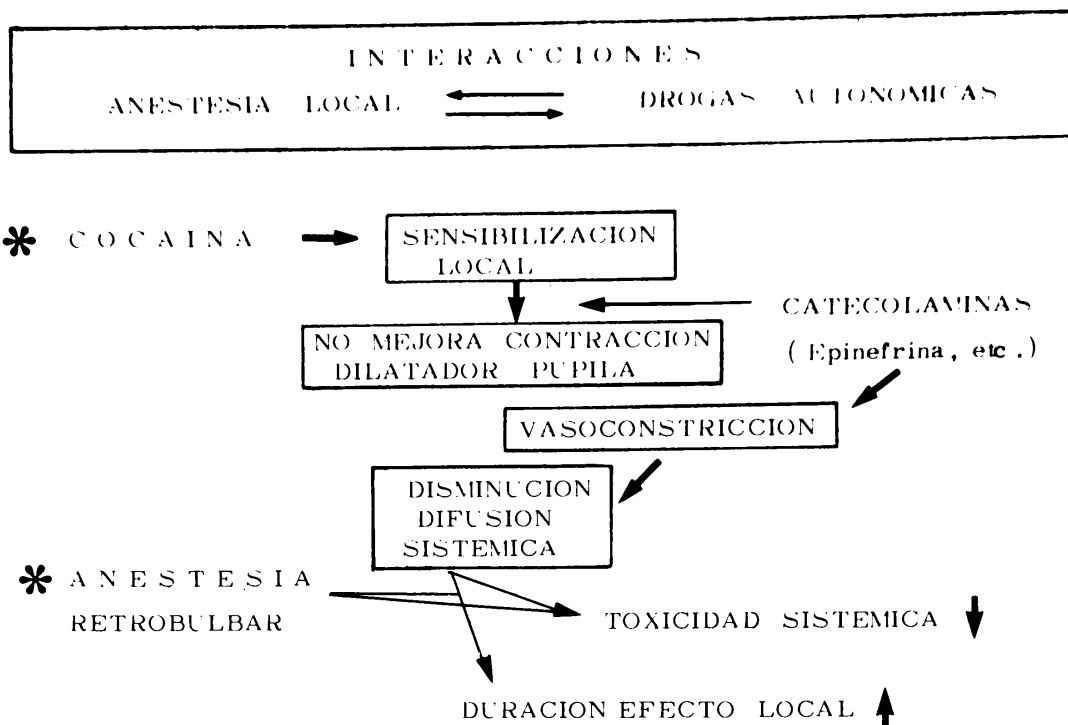 INTERACCIONES
ANESTESIA LOCAL DROGAS AUTONOMICAS
* COCAINA
SENSIBILIZACION
LOCAL
CATECOLAMINAS
(Epinefrina, etc.)
NO MEJORA CONTRACCION
DILATADOR PUPILA
VASOCONSTRICCION
DISMINUCION
DIFUSION
SISTEMICA
* ANESTESIA
RETROBULBAR
TOXICIDAD SISTEMICA
DURACION EFECTO LOCAL